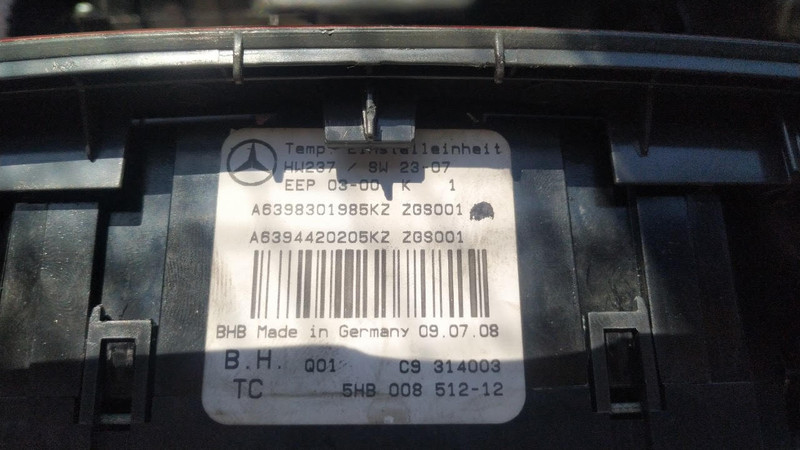 Temp- Einstelleinheit
HW237 / SW 23-07
EEP 03-00 K 1
A6398301985KZ ZGS001
A6394420205KZ ZGS001
BHB Made in Germany 09.07.08
B.H. Q01 C9 314003
TC 5HB 008 512-12